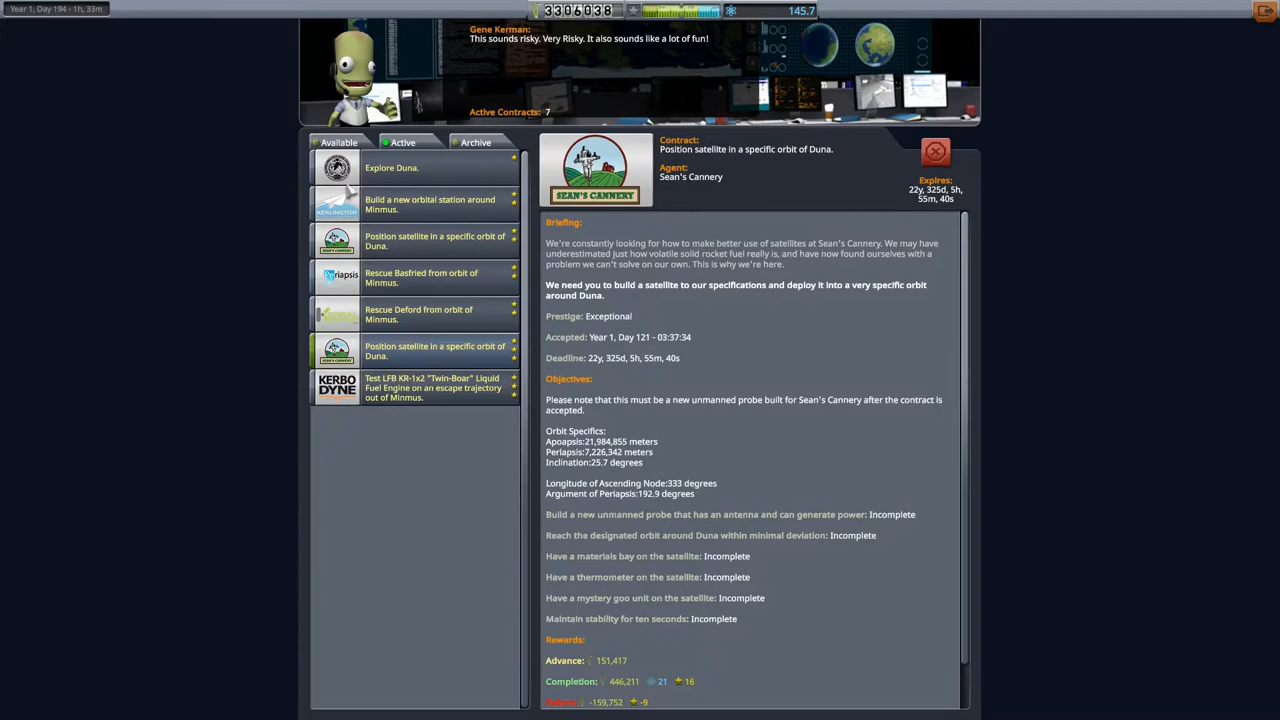 Year 1, Day 194 - 1h, 33m
3306038
145.7
Gene Kerman:
This sounds risky. Very Risky. It also sounds like a lot of fun!
Active Contracts: 7
Available
Active
Archive
Explore Duna.
Build a new orbital station around
Minmus.
KERLINGTON
Position satellite in a specific orbit of
Duna.
Rescue Basfried from orbit of
Minmus.
Periapsis
Rescue Deford from orbit of
Minmus.
Position satellite in a specific orbit of
Duna.
KERBO
DYNE
Test LFB KR-1x2 "Twin-Boar" Liquid
Fuel Engine on an escape trajectory
out of Minmus.
SEAN'S CANNERY
Contract:
Position satellite in a specific orbit of Duna.
Agent:
Sean's Cannery
Expires:
22y, 325d, 5h,
55m, 40s
Briefing:
We're constantly looking for how to make better use of satellites at Sean's Cannery. We may have
underestimated just how volatile solid rocket fuel really is, and have now found ourselves with a
problem we can't solve on our own. This is why we're here.
We need you to build a satellite to our specifications and deploy it into a very specific orbit
around Duna.
Prestige: Exceptional
Accepted: Year 1, Day 121 - 03:37:34
Deadline: 22y, 325d, 5h, 55m, 40s
Objectives:
Please note that this must be a new unmanned probe built for Sean's Cannery after the contract is
accepted.
Orbit Specifics:
Apoapsis:21,984,855 meters
Periapsis:7,226,342 meters
Inclination:25.7 degrees
Longitude of Ascending Node:333 degrees
Argument of Periapsis:192.9 degrees
Build a new unmanned probe that has an antenna and can generate power: Incomplete
Reach the designated orbit around Duna within minimal deviation: Incomplete
Have a materials bay on the satellite: Incomplete
Have a thermometer on the satellite: Incomplete
Have a mystery goo unit on the satellite: Incomplete
Maintain stability for ten seconds: Incomplete
Rewards:
Advance: 151,417
Completion: 446,211 21 16
Failure: -159,752 -9